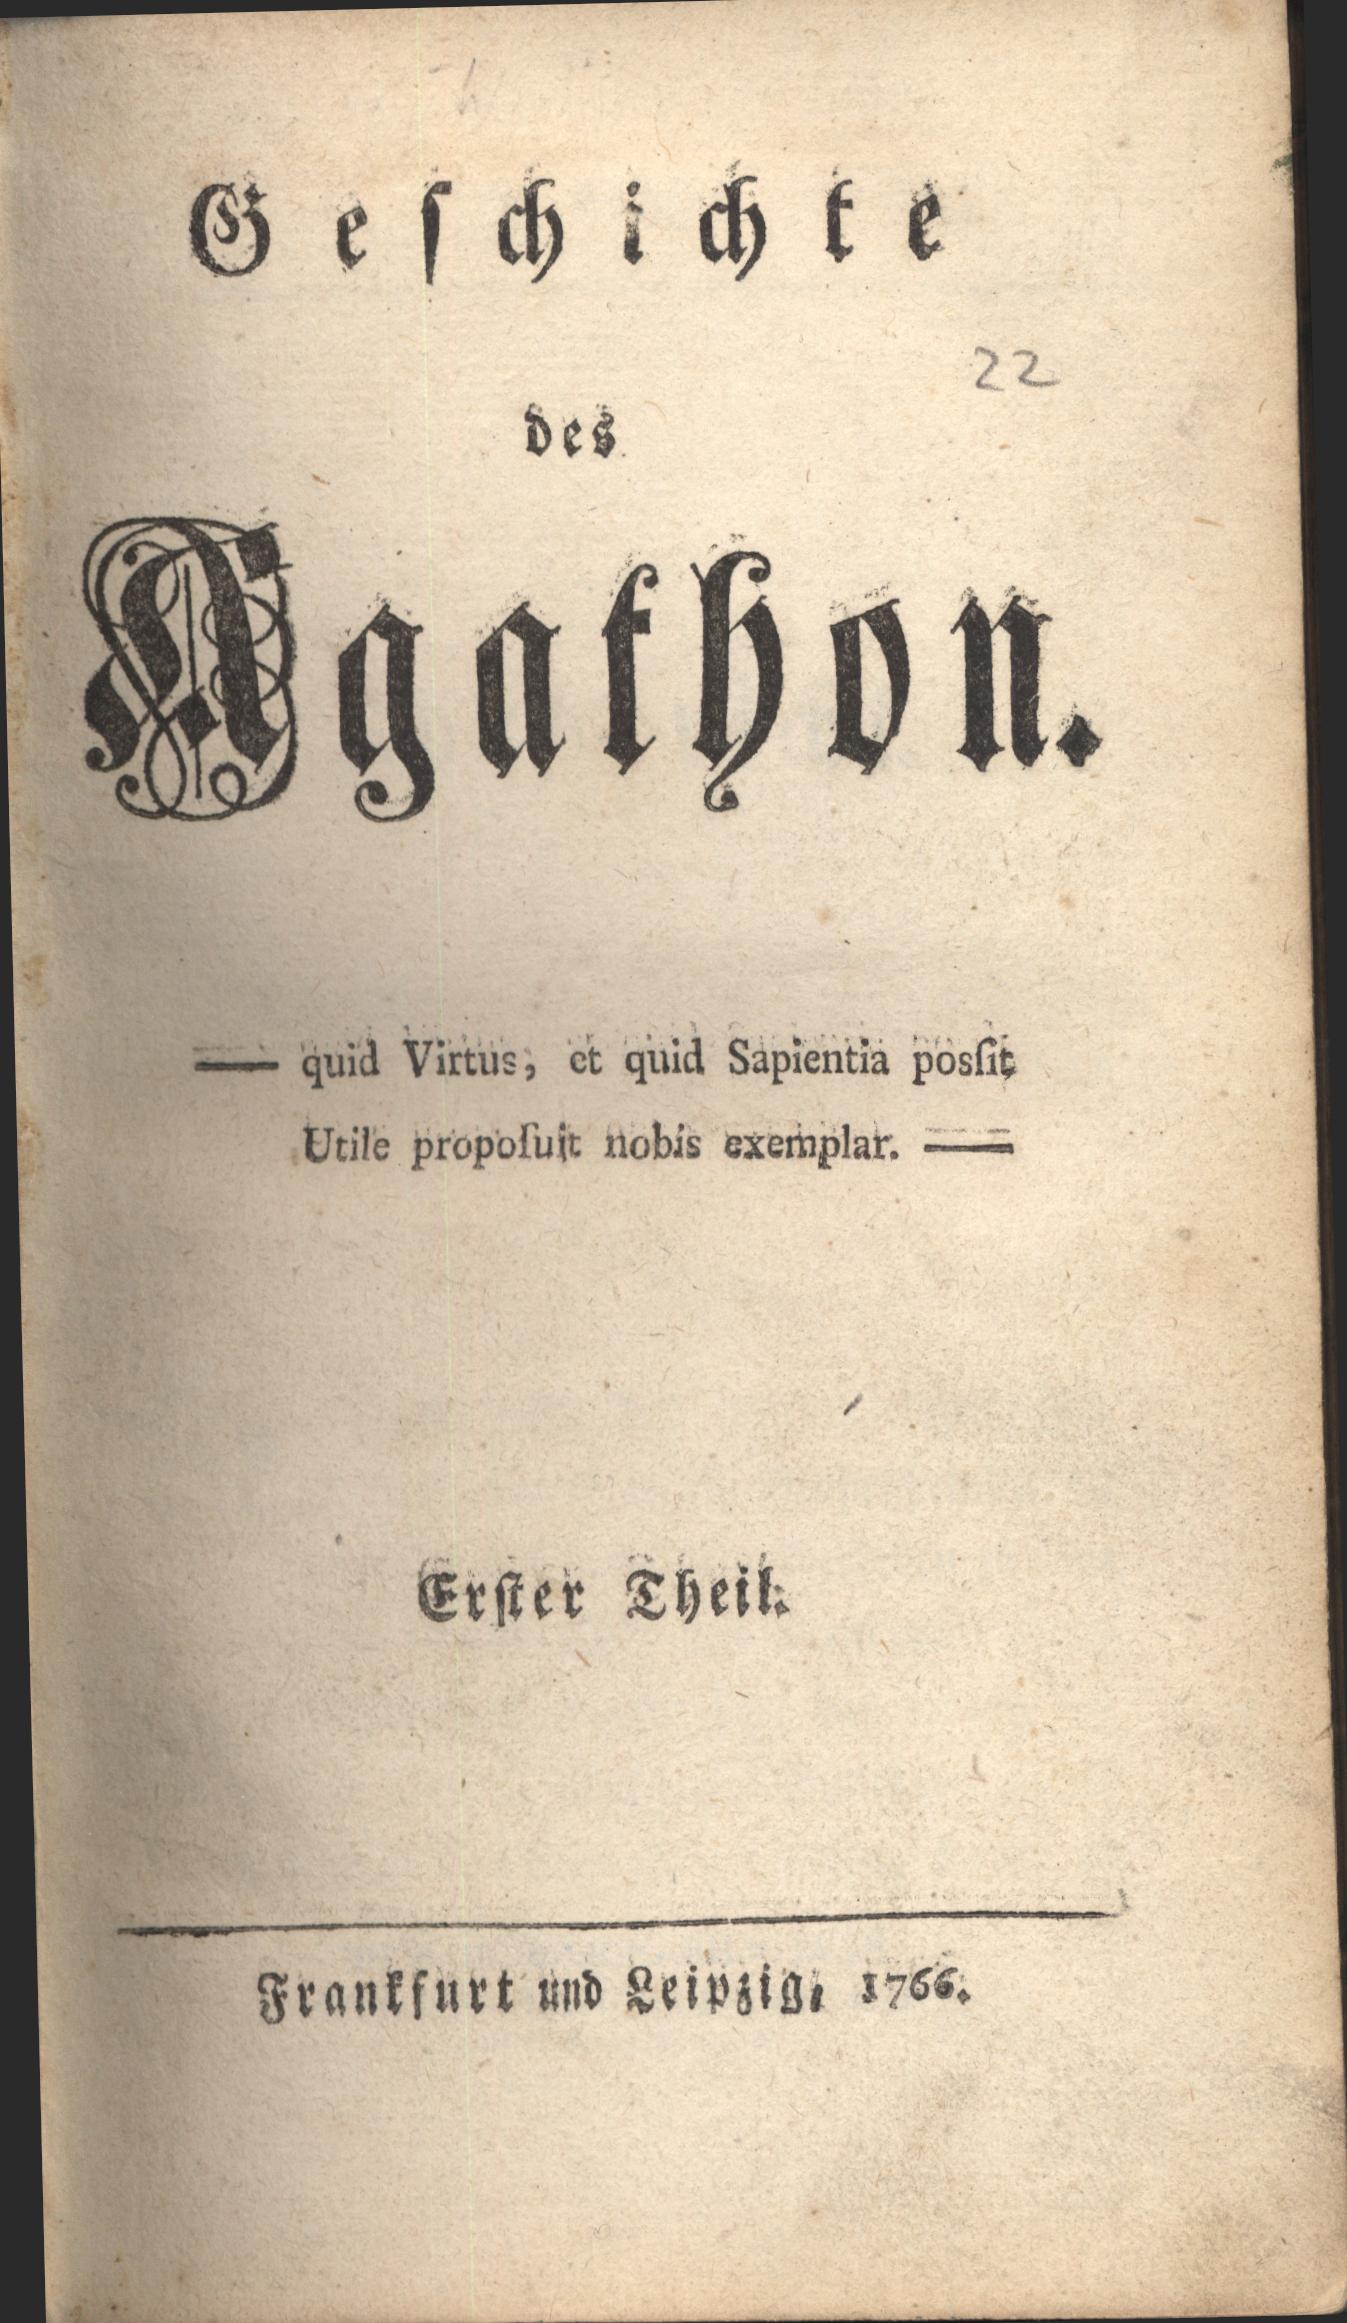 Geſchichte
22
des
Agathon.
— quid Virtus, et quid Sapientia posſit,
Utile propoſuit nobis exemplar. —
Erſter Theil.
Frankfurt und Leipzig, 1766.